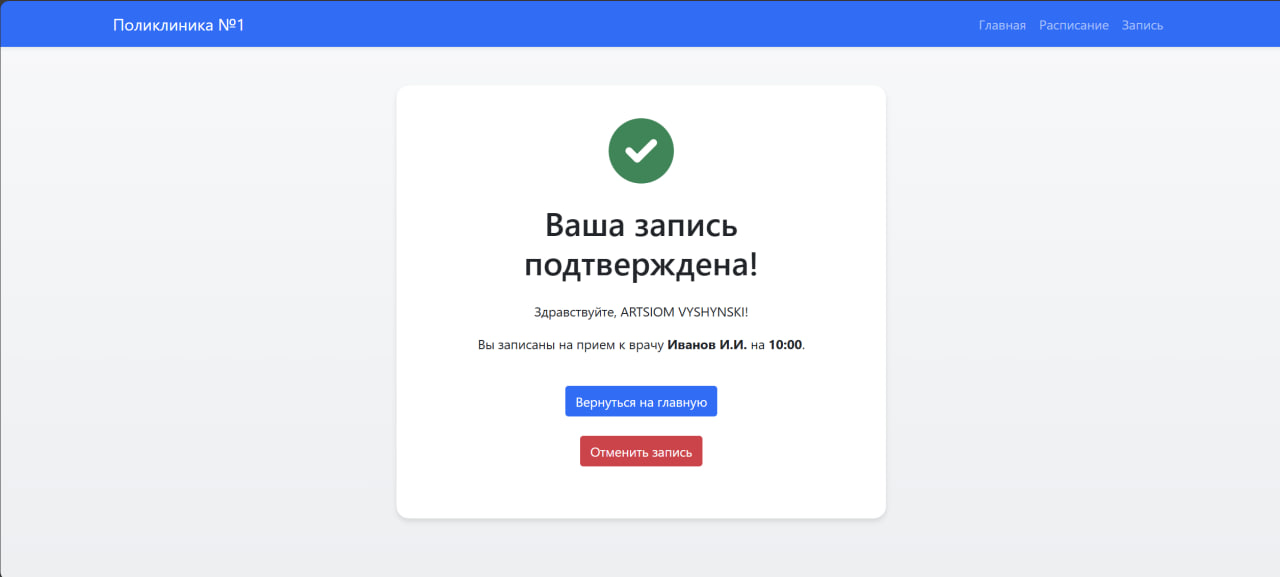 Поликлиника №1
Главная Расписание Запись
Ваша запись
подтверждена!
Здравствуйте, ARTSIOM VYSHYNSKI!
Вы записаны на прием к врачу Иванов И.И. на 10:00.
Вернуться на главную
Отменить запись